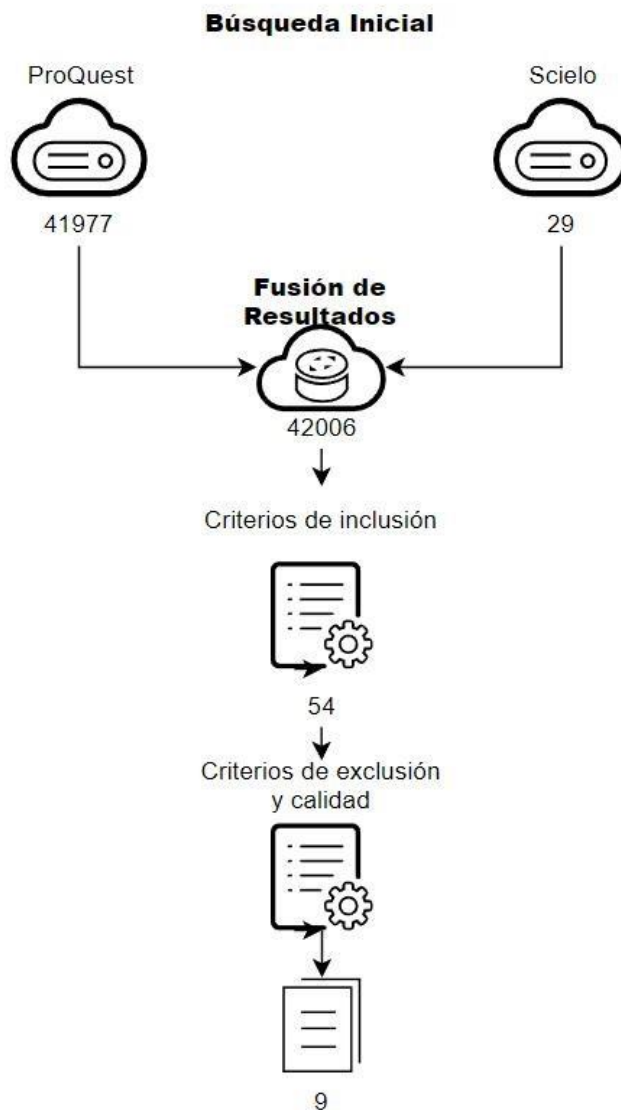 Búsqueda Inicial
ProQuest
Scielo
41977
29
Fusión de
Resultados
42006
Criterios de inclusión
54
Criterios de exclusión
y calidad
9